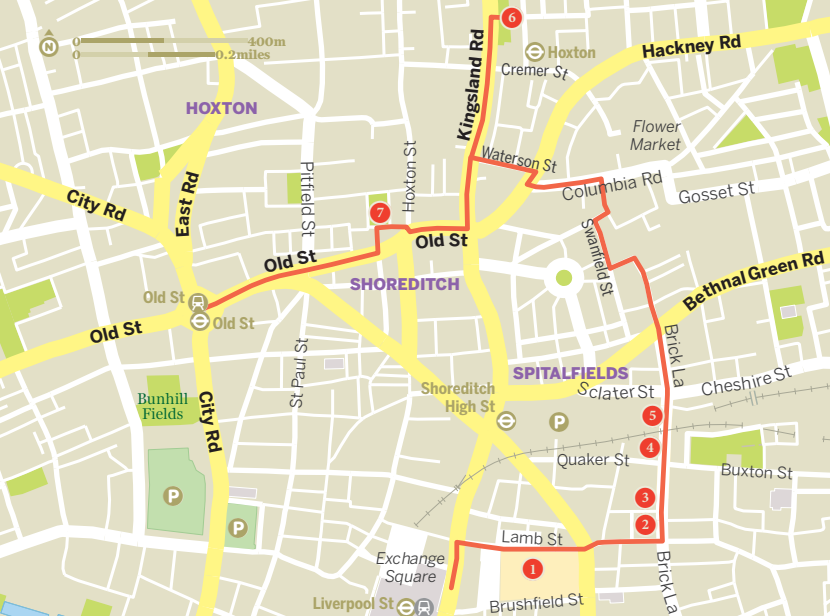 6
Hoxton
Hackney Rd
N
0
400m
0
0.2miles
Kingsland Rd
Cremer St
HOXTON
Flower
Market
Waterson St
Hoxton St
Pitfield St
East Rd
City Rd
Columbia Rd
Gosset St
7
Old St
Old St
Swanfield St
Bethnal Green Rd
SHOREDITCH
Old St
Old St
Old St
Brick La
St Paul St
SPITALFIELDS
Shoreditch
High St
Sclater St
Cheshire St
Bunhill
Fields
City Rd
P
5
4
Quaker St
Buxton St
P
3
P
2
Lamb St
Exchange
Square
1
Brick La
Liverpool St
Brushfield St